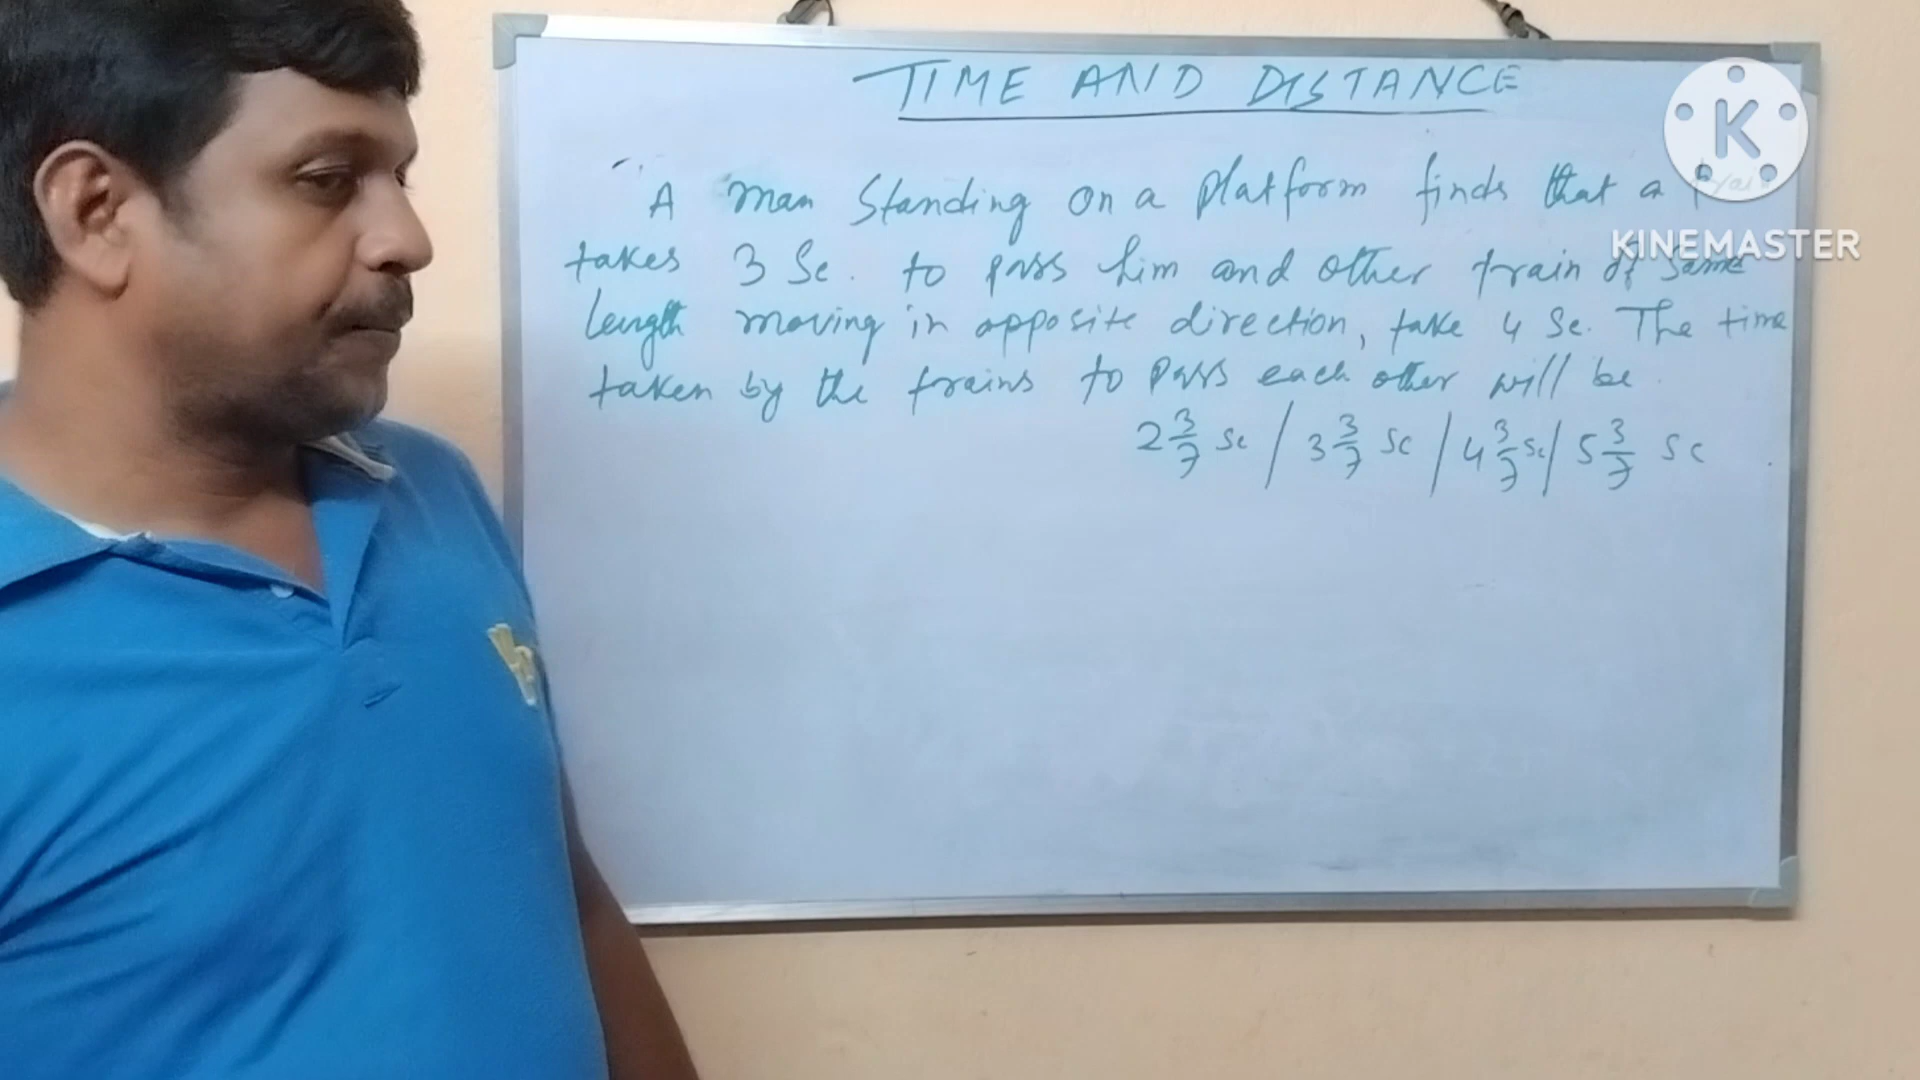 TIME AND DISTANCE
A man Standing on a Platform finds that a train
takes 3 Sc. to pass him and other train of Same
length moving in opposite direction, take 4 Sc. The time
taken by the trains to pass each other will be
2 3/7 Sc / 3 3/7 Sc / 4 3/7 Sc / 5 3/7 Sc
K
KINEMASTER